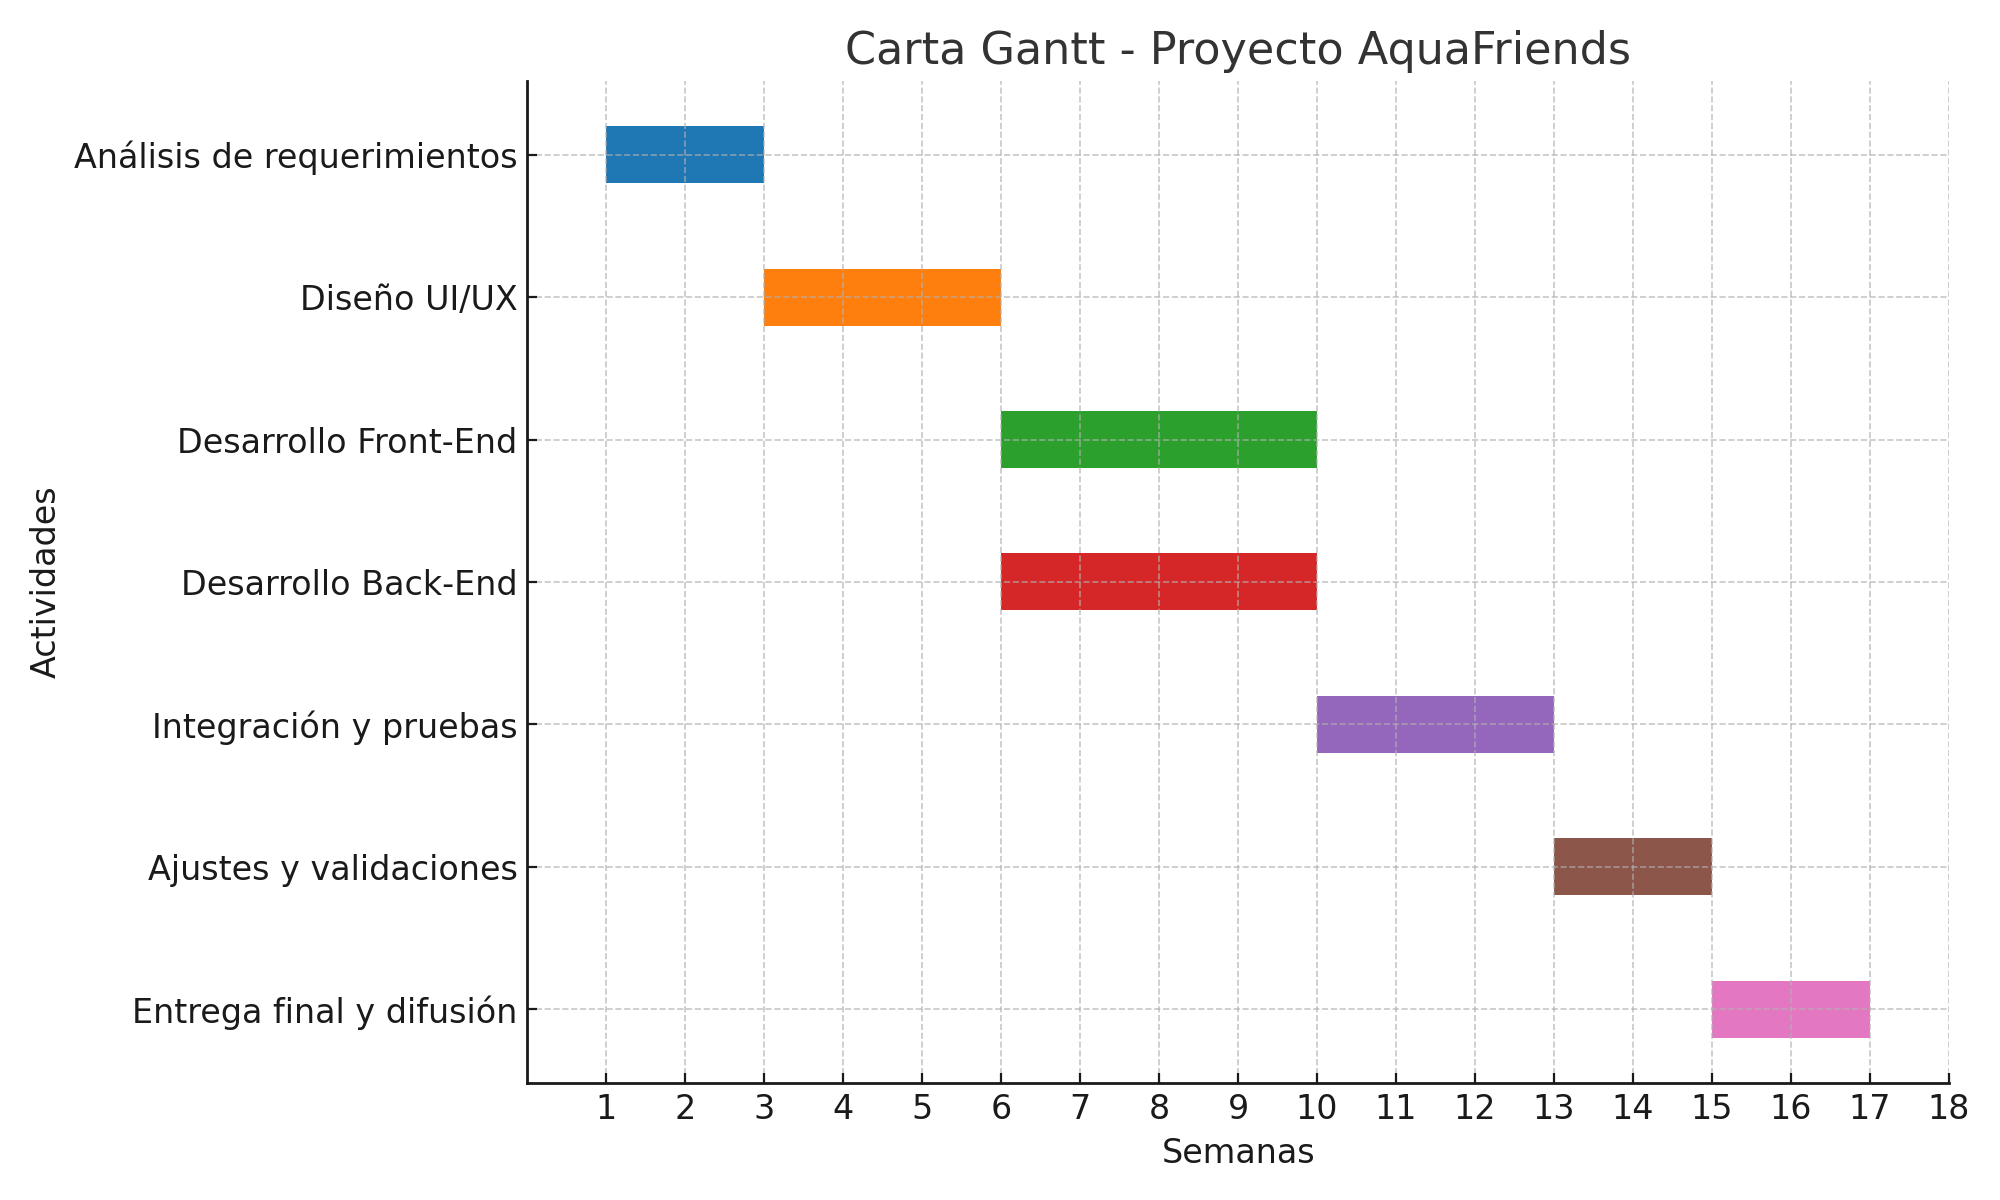 Carta Gantt - Proyecto AquaFriends
Análisis de requerimientos
Diseño UI/UX
Desarrollo Front-End
Desarrollo Back-End
Integración y pruebas
Ajustes y validaciones
Entrega final y difusión
Actividades
1 2 3 4 5 6 7 8 9 10 11 12 13 14 15 16 17 18
Semanas